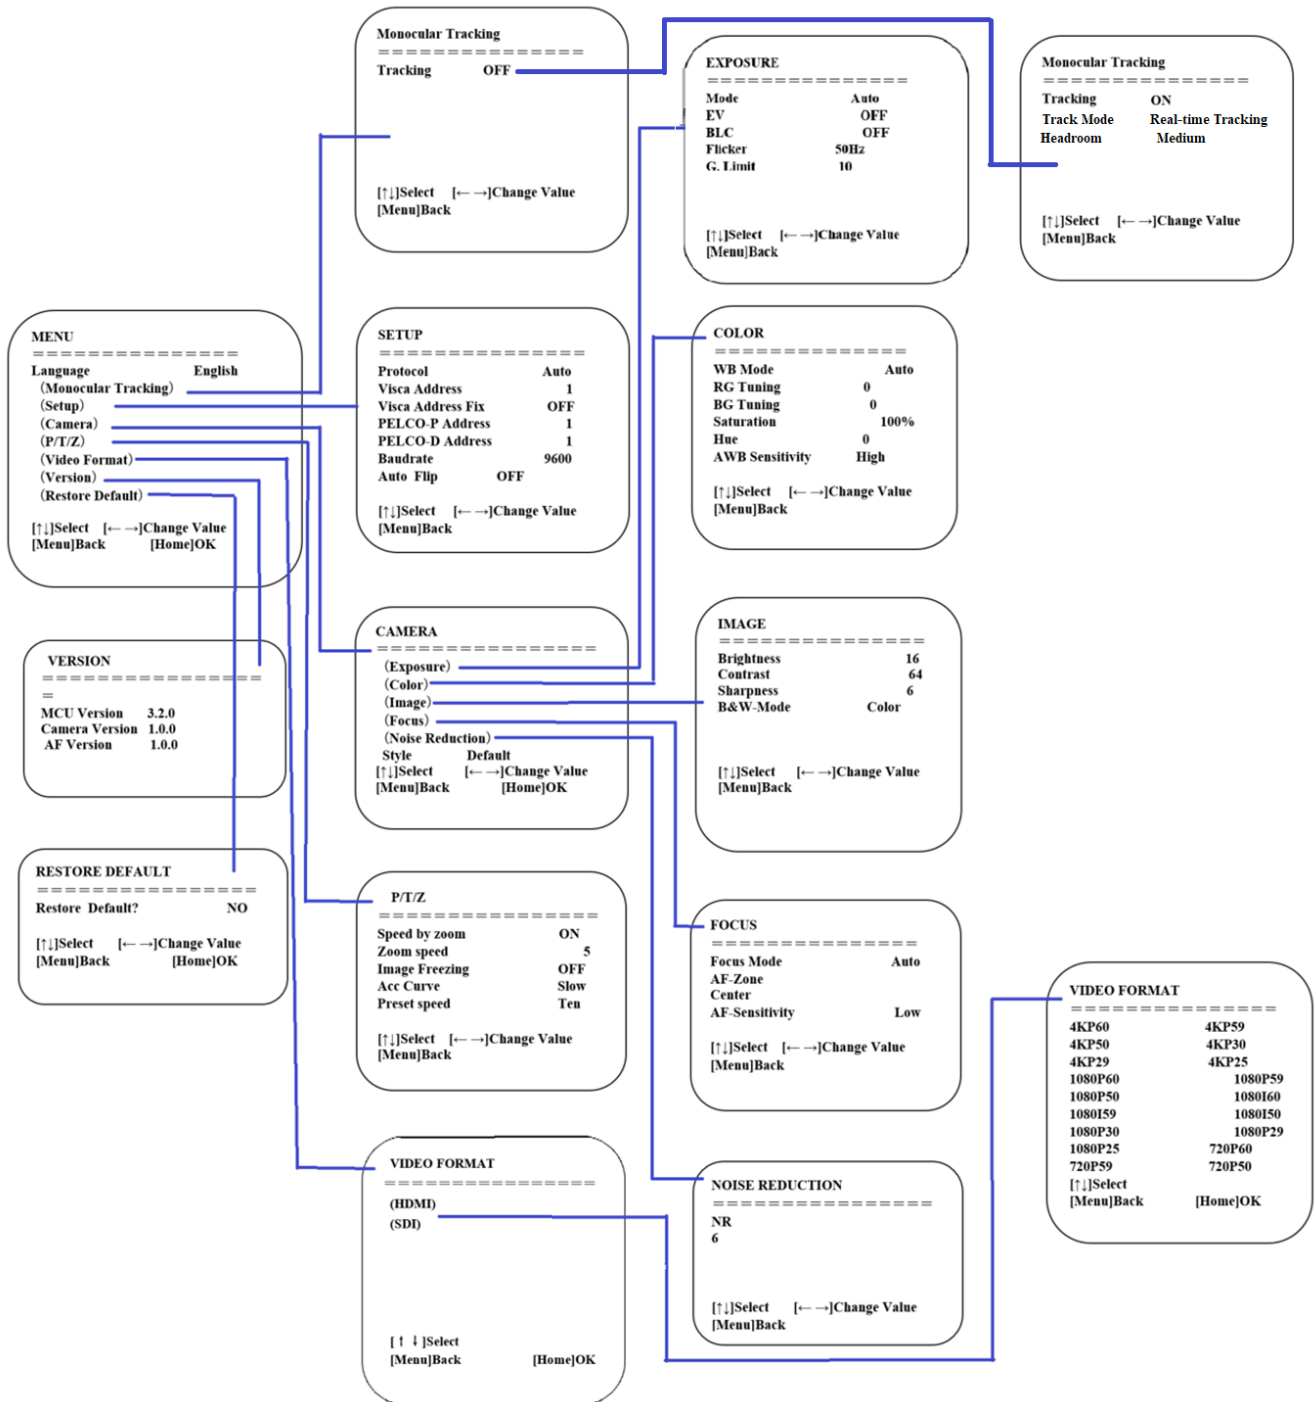 Monocular Tracking
===============
Tracking OFF
[↑↓]Select [←→]Change Value
[Menu]Back
EXPOSURE
===============
Mode Auto
EV OFF
BLC OFF
Flicker 50Hz
G. Limit 10
[↑↓]Select [←→]Change Value
[Menu]Back
Monocular Tracking
===============
Tracking ON
Track Mode Real-time Tracking
Headroom Medium
[↑↓]Select [←→]Change Value
[Menu]Back
MENU
===============
Language English
(Monocular Tracking)
(Setup)
(Camera)
(P/T/Z)
(Video Format)
(Version)
(Restore Default)
[↑↓]Select [←→]Change Value
[Menu]Back [Home]OK
SETUP
===============
Protocol Auto
Visca Address 1
Visca Address Fix OFF
PELCO-P Address 1
PELCO-D Address 1
Baudrate 9600
Auto Flip OFF
[↑↓]Select [←→]Change Value
[Menu]Back
COLOR
==============
WB Mode Auto
RG Tuning 0
BG Tuning 0
Saturation 100%
Hue 0
AWB Sensitivity High
[↑↓]Select [←→]Change Value
[Menu]Back
VERSION
================
=
MCU Version 3.2.0
Camera Version 1.0.0
AF Version 1.0.0
CAMERA
================
(Exposure)
(Color)
(Image)
(Focus)
(Noise Reduction)
Style Default
[↑↓]Select [←→]Change Value
[Menu]Back [Home]OK
IMAGE
===============
Brightness 16
Contrast 64
Sharpness 6
B&W-Mode Color
[↑↓]Select [←→]Change Value
[Menu]Back
RESTORE DEFAULT
================
Restore Default? NO
[↑↓]Select [←→]Change Value
[Menu]Back [Home]OK
P/T/Z
================
Speed by zoom ON
Zoom speed 5
Image Freezing OFF
Acc Curve Slow
Preset speed Ten
[↑↓]Select [←→]Change Value
[Menu]Back
FOCUS
===============
Focus Mode Auto
AF-Zone
Center
AF-Sensitivity Low
[↑↓]Select [←→]Change Value
[Menu]Back
VIDEO FORMAT
===============
4KP60 4KP59
4KP50 4KP30
4KP29 4KP25
1080P60 1080P59
1080P50 1080I60
1080I59 1080I50
1080P30 1080P29
1080P25 720P60
720P59 720P50
[↑↓]Select
[Menu]Back [Home]OK
VIDEO FORMAT
===============
(HDMI)
(SDI)
[↑↓]Select
[Menu]Back [Home]OK
NOISE REDUCTION
================
NR
6
[↑↓]Select [←→]Change Value
[Menu]Back